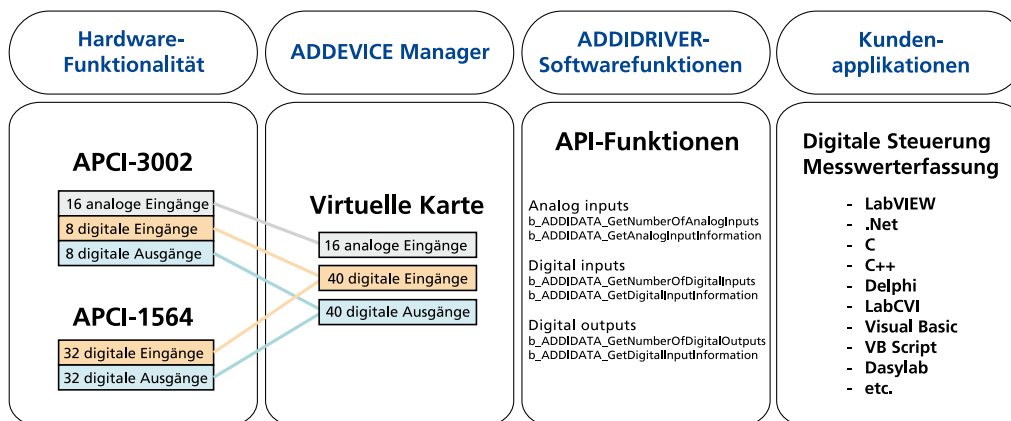 Hardware-
Funktionalität
ADDEVICE Manager
ADDIDRIVER-
Softwarefunktionen
Kunden-
applikationen
APCI-3002
16 analoge Eingänge
8 digitale Eingänge
8 digitale Ausgänge
APCI-1564
32 digitale Eingänge
32 digitale Ausgänge
Virtuelle Karte
16 analoge Eingänge
40 digitale Eingänge
40 digitale Ausgänge
API-Funktionen
Analog inputs
b_ADDIDATA_GetNumberOfAnalogInputs
b_ADDIDATA_GetAnalogInputInformation
Digital inputs
b_ADDIDATA_GetNumberOfDigitalInputs
b_ADDIDATA_GetDigitalInputInformation
Digital outputs
b_ADDIDATA_GetNumberOfDigitalOutputs
b_ADDIDATA_GetDigitalInputInformation
Digitale Steuerung
Messwerterfassung
- LabVIEW
- .Net
- C
- C++
- Delphi
- LabCVI
- Visual Basic
- VB Script
- Dasylab
- etc.